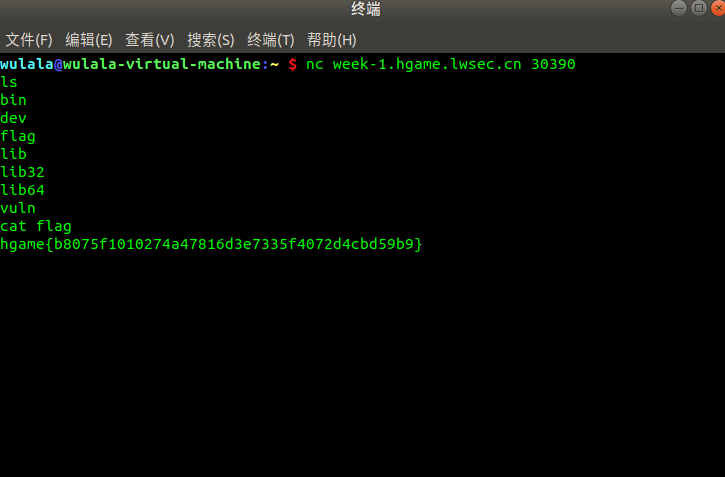 终端
文件(F) 编辑(E) 查看(V) 搜索(S) 终端(T) 帮助(H)
wulala@wulala-virtual-machine:~ $ nc week-1.hgame.lwsec.cn 30390
ls
bin
dev
flag
lib
lib32
lib64
vuln
cat flag
hgame{b8075f1010274a47816d3e7335f4072d4cbd59b9}